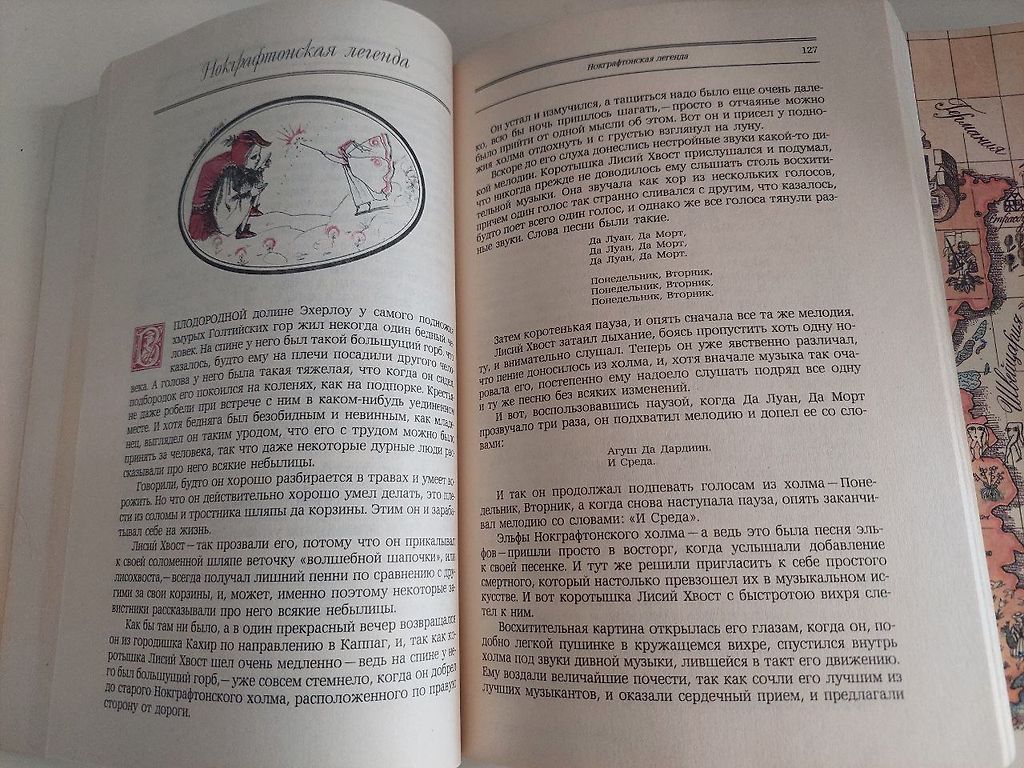 Нокграфтонская легенда
В ПЛОДОРОДНОЙ долине Эхерлоу у самого подножья
хмурых Голтийских гор жил некогда один бедный че-
ловек. На спине у него был такой большущий горб, что
казалось, будто ему на плечи посадили другого чело-
века. А голова у него была такая тяжелая, что когда он сидел,
подбородок его покоился на коленях, как на подпорке. Крестьяне
даже робели при встрече с ним в каком-нибудь уединенном
месте. И хотя бедняга был безобидным и невинным, как младе-
нец, выглядел он таким уродом, что его с трудом можно было
принять за человека, так что даже некоторые дурные люди рас-
сказывали про него всякие небылицы.
Говорили, будто он хорошо разбирается в травах и умеет во-
рожить. Но что он действительно хорошо умел делать, это пле-
сти из соломы и тростника шляпы да корзины. Этим он и зараба-
тывал себе на жизнь.
Лисий Хвост — так прозвали его, потому что он прикалывал
к своей соломенной шляпе веточку «волшебной шапочки», или
лисохвоста, — всегда получал лишний пенни по сравнению с дру-
гими за свои корзины, и, может, именно поэтому некоторые за-
вистники рассказывали про него всякие небылицы.
Как бы там ни было, а в один прекрасный вечер возвращался
он из городишка Кахир по направлению в Каппаг, и, так как ко-
ротышка Лисий Хвост шел очень медленно — ведь на спине у не-
го был большущий горб, — уже совсем стемнело, когда он добрел
до старого Нокграфтонского холма, расположенного по правую
сторону от дороги.
Нокграфтонская легенда 127
Он устал и измучился, а тащиться надо было еще очень дале-
ко, всю бы ночь пришлось шагать, — просто в отчаянье можно
было прийти от одной мысли об этом. Вот он и присел у подно-
жия холма отдохнуть и с грустью взглянул на луну.
Вскоре до его слуха донеслись нестройные звуки какой-то ди-
кой мелодии. Коротышка Лисий Хвост прислушался и подумал,
что никогда прежде не доводилось ему слышать столь восхити-
тельной музыки. Она звучала как хор из нескольких голосов,
причем один голос так странно сливался с другим, что казалось,
будто поет всего один голос, и однако же все голоса тянули раз-
ные звуки. Слова песни были такие.
Да Луан, Да Морт,
Да Луан, Да Морт,
Да Луан, Да Морт.
Понедельник, Вторник,
Понедельник, Вторник,
Понедельник, Вторник.
Затем коротенькая пауза, и опять сначала все та же мелодия.
Лисий Хвост затаил дыхание, боясь пропустить хоть одну но-
ту, и внимательно слушал. Теперь он уже явственно различал,
что пение доносилось из холма, и, хотя вначале музыка так оча-
ровала его, постепенно ему надоело слушать подряд все одну
и ту же песню без всяких изменений.
И вот, воспользовавшись паузой, когда Да Луан, Да Морт
прозвучало три раза, он подхватил мелодию и допел ее со сло-
вами:
Агуш Да Дардиин.
И Среда.
И так он продолжал подпевать голосам из холма — Поне-
дельник, Вторник, а когда снова наступала пауза, опять заканчи-
вал мелодию со словами: «И Среда».
Эльфы Нокграфтонского холма — а ведь это была песня эль-
фов — пришли просто в восторг, когда услышали добавление
к своей песенке. И тут же решили пригласить к себе простого
смертного, который настолько превзошел их в музыкальном ис-
кусстве. И вот коротышка Лисий Хвост с быстротою вихря сле-
тел к ним.
Восхитительная картина открылась его глазам, когда он, по-
добно легкой пушинке в кружащемся вихре, спустился внутрь
холма под звуки дивной музыки, лившейся в такт его движению.
Ему воздали величайшие почести, так как сочли его лучшим из
лучших музыкантов, и оказали сердечный прием, и предлагали
Германия
Швейцария